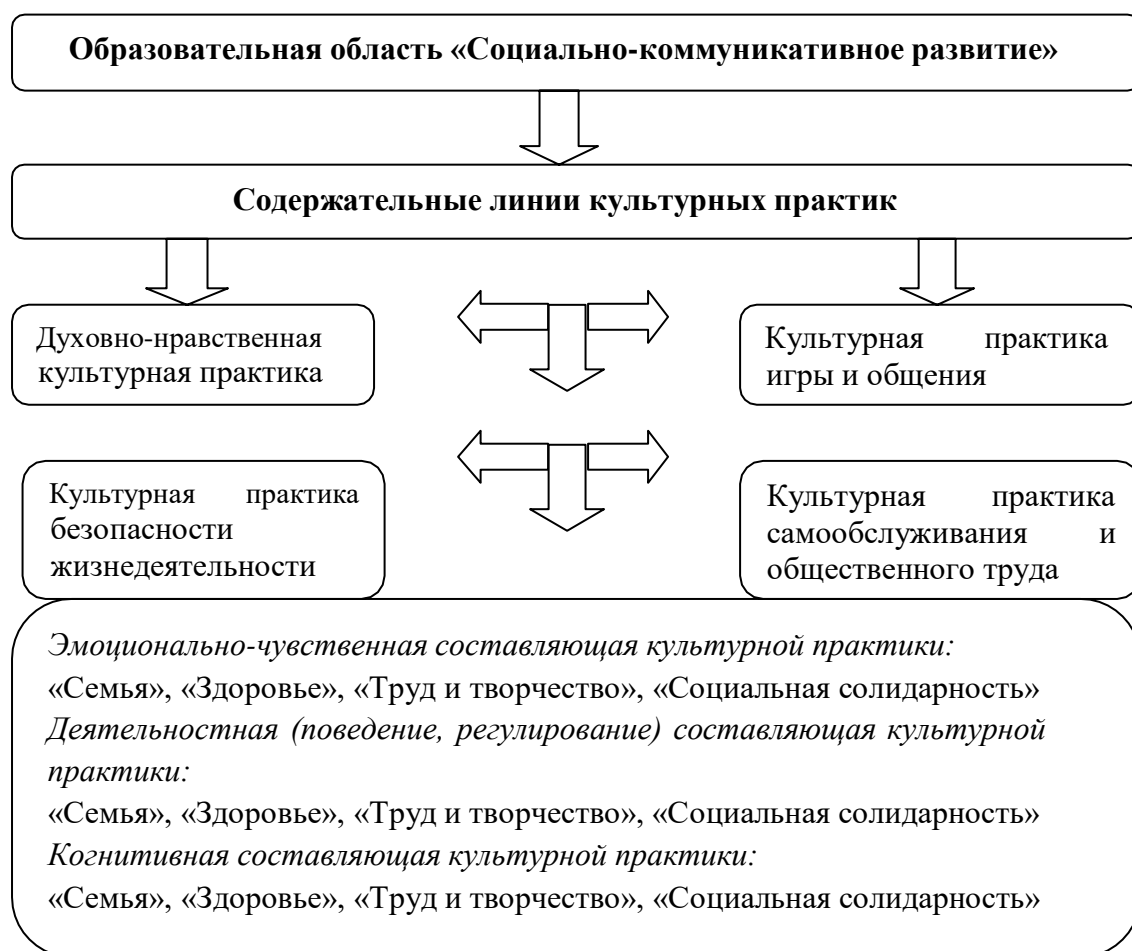 Образовательная область «Социально-коммуникативное развитие»
Содержательные линии культурных практик
Духовно-нравственная
культурная практика
Культурная практика
игры и общения
Культурная практика
безопасности
жизнедеятельности
Культурная практика
самообслуживания и
общественного труда
Эмоционально-чувственная составляющая культурной практики:
«Семья», «Здоровье», «Труд и творчество», «Социальная солидарность»
Деятельностная (поведение, регулирование) составляющая культурной
практики:
«Семья», «Здоровье», «Труд и творчество», «Социальная солидарность»
Когнитивная составляющая культурной практики:
«Семья», «Здоровье», «Труд и творчество», «Социальная солидарность»